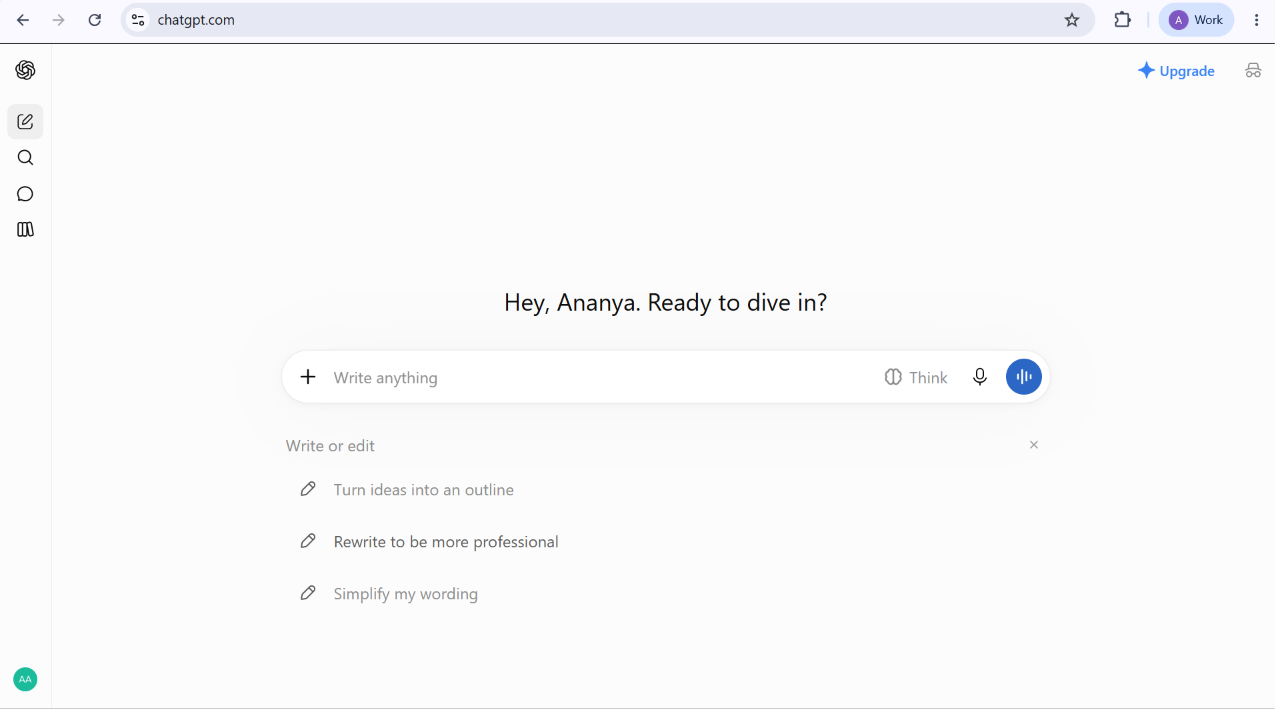 chatgpt.com
A Work
Upgrade
Hey, Ananya. Ready to dive in?
Write anything Think
Write or edit
Turn ideas into an outline
Rewrite to be more professional
Simplify my wording
AA